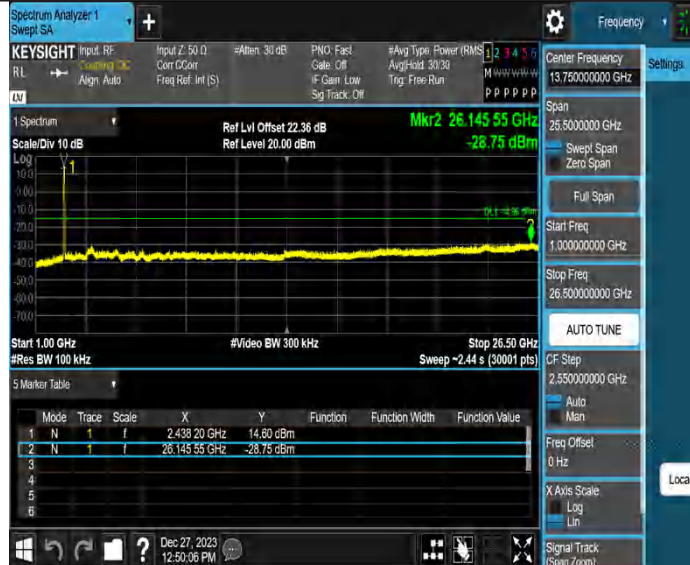 Spectrum Analyzer 1
Swept SA
+
Frequency
KEYSIGHT
RL
Input: RF
Coupling: DC
Align: Auto
Input Z: 50 Ω
Corr CCorr
Freq Ref: Int (S)
#Atten: 30 dB
PNO: Fast
Gate: Off
IF Gain: Low
Sig Track: Off
#Avg Type: Power (RMS
Avg|Hold: 30/30
Trig: Free Run
1 2 3 4 5 6
M W W W W W
P P P P P P
LXI
1 Spectrum
Scale/Div 10 dB
Ref Lvl Offset 22.36 dB
Ref Level 20.00 dBm
Mkr2 26.145 55 GHz
-28.75 dBm
Log
10.0
0.00
-10.0
-20.0
-30.0
-40.0
-50.0
-60.0
-70.0
1
2
Start 1.00 GHz
#Res BW 100 kHz
#Video BW 300 kHz
Stop 26.50 GHz
Sweep ~2.44 s (30001 pts)
5 Marker Table
Mode Trace Scale X Y Function Function Width Function Value
1 N 1 f 2.438 20 GHz 14.60 dBm
2 N 1 f 26.145 55 GHz -28.75 dBm
3
4
5
6
?
Dec 27, 2023
12:50:06 PM
Center Frequency
13.750000000 GHz
Settings
Span
25.5000000 GHz
Swept Span
Zero Span
Full Span
Start Freq
1.000000000 GHz
Stop Freq
26.500000000 GHz
AUTO TUNE
CF Step
2.550000000 GHz
Auto
Man
Freq Offset
0 Hz
X Axis Scale
Log
Lin
Loca
Signal Track
(Span Zoom)